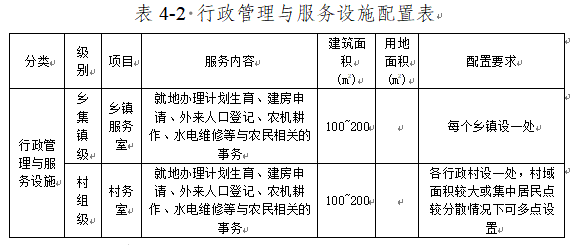 表 4-2·行政管理与服务设施配置表
分类 级别 项目 服务内容 建筑面积(㎡) 用地面积(㎡) 配置要求
行政管理与服务设施
乡集镇级 乡镇服务室
就地办理计划生育、建房申
请、外来人口登记、农机耕
作、水电维修等与农民相关的
事务
100~200
每个乡镇设一处
村组级 村务室
就地办理计划生育、建房申
请、外来人口登记、农机耕
作、水电维修等与农民相关的
事务
100~200
各行政村设一处，村域
面积较大或集中居民点
较分散情况下可多点设
置